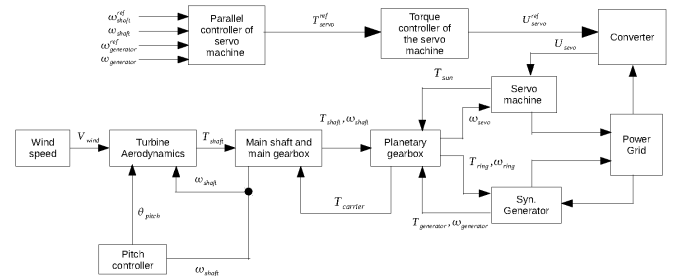 ω_shaft^ref
ω_shaft
ω_generator^ref
ω_generator
Parallel
controller of
servo
machine
T_servo^ref
Torque
controller of
the servo
machine
U_servo^ref
Converter
U_sevo
T_sun
Servo
machine
ω_sevo
Power
Grid
Wind
speed
V_wind
Turbine
Aerodynamics
T_shaft
Main shaft and
main gearbox
T_shaft, ω_shaft
Planetary
gearbox
T_ring, ω_ring
Syn.
Generator
ω_shaft
T_carrier
T_generator, ω_generator
θ_pitch
Pitch
controller
ω_shaft